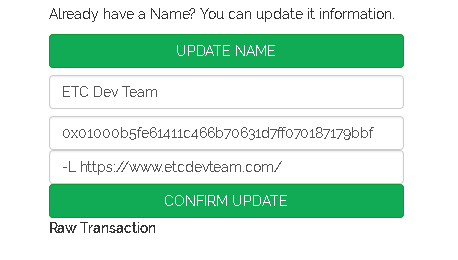 Already have a Name? You can update it information.
UPDATE NAME
ETC Dev Team
0x01000b5fe61411c466b70631d7ff070187179bbf
-L https://www.etcdevteam.com/
CONFIRM UPDATE
Raw Transaction